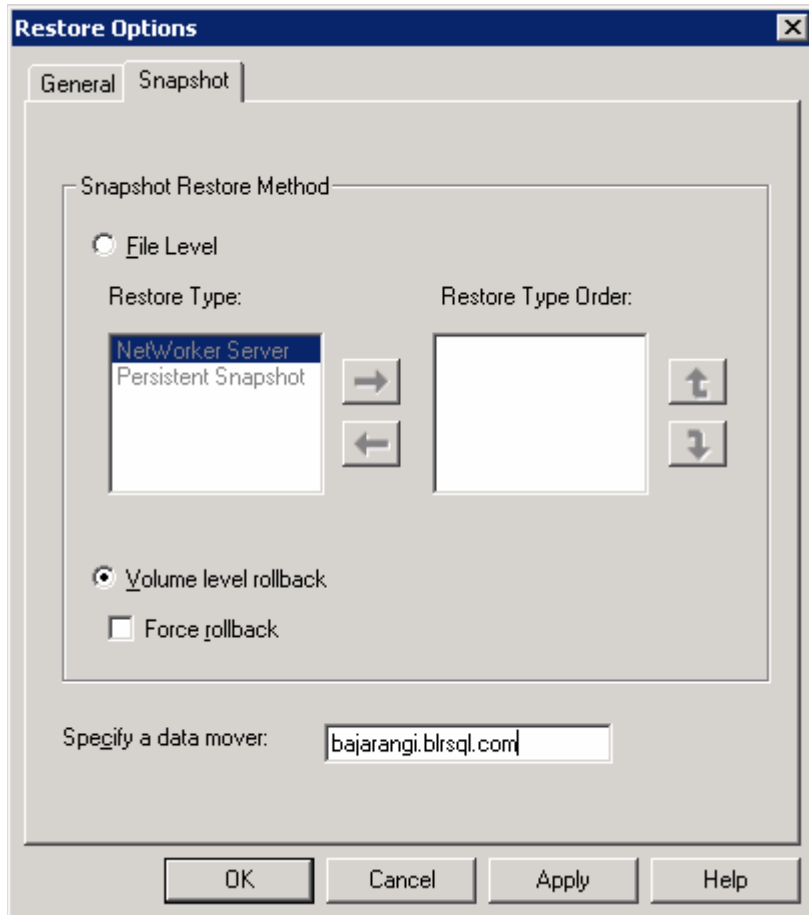 Restore Options
General Snapshot
Snapshot Restore Method
File Level
Restore Type: Restore Type Order:
NetWorker Server
Persistent Snapshot
Volume level rollback
Force rollback
Specify a data mover: bajarangi.blrsql.com
OK Cancel Apply Help